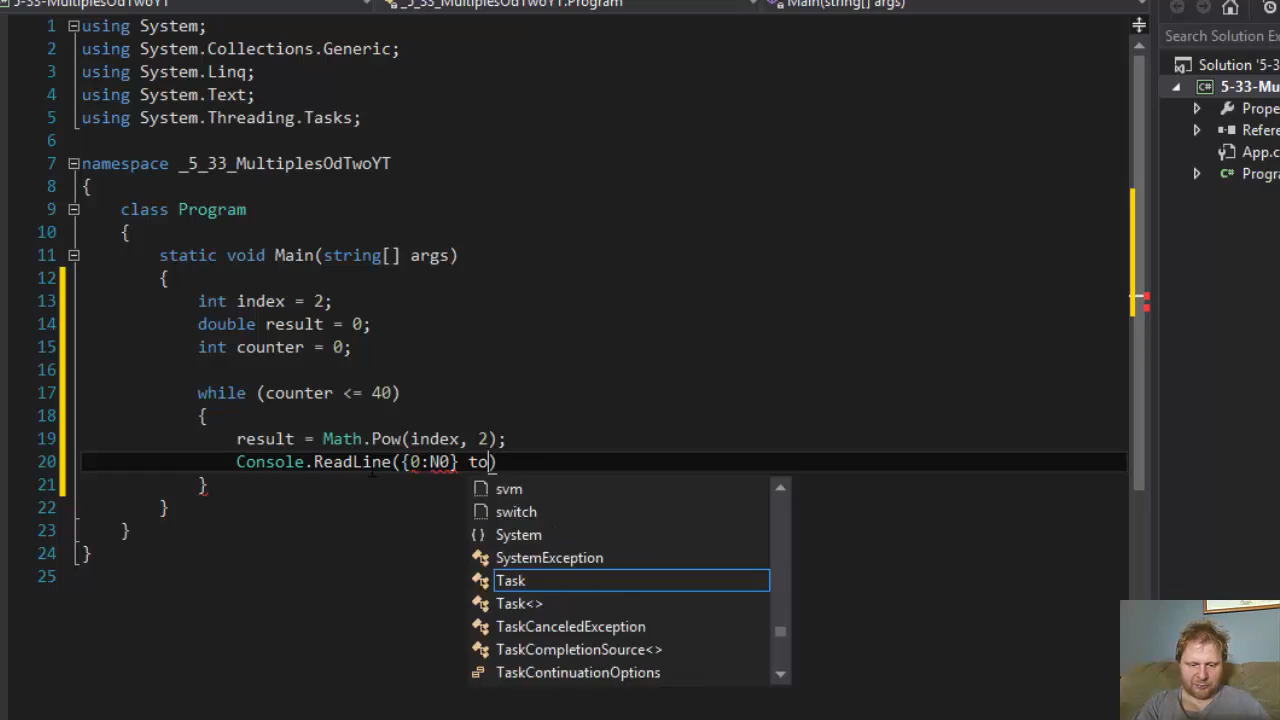 5-33-MultiplesOdTwoYT
_5_33_MultiplesOdTwoYT.Program
Main(string[] args)
Search Solution Ex
Solution '5-3
5-33-Mu
Prope
Refere
App.c
C# Progra
1 using System;
2 using System.Collections.Generic;
3 using System.Linq;
4 using System.Text;
5 using System.Threading.Tasks;
6
7 namespace _5_33_MultiplesOdTwoYT
8 {
9 class Program
10 {
11 static void Main(string[] args)
12 {
13 int index = 2;
14 double result = 0;
15 int counter = 0;
16
17 while (counter <= 40)
18 {
19 result = Math.Pow(index, 2);
20 Console.ReadLine({0:N0} to)
21 }
22 }
23 }
24 }
25
svm
switch
{ } System
SystemException
Task
Task<>
TaskCanceledException
TaskCompletionSource<>
TaskContinuationOptions